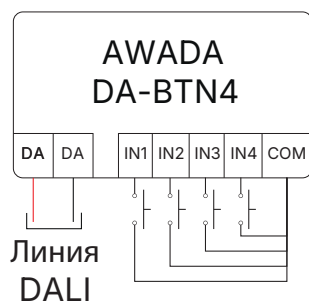 AWADA
DA-BTN4
DA DA IN1 IN2 IN3 IN4 COM
Линия
DALI